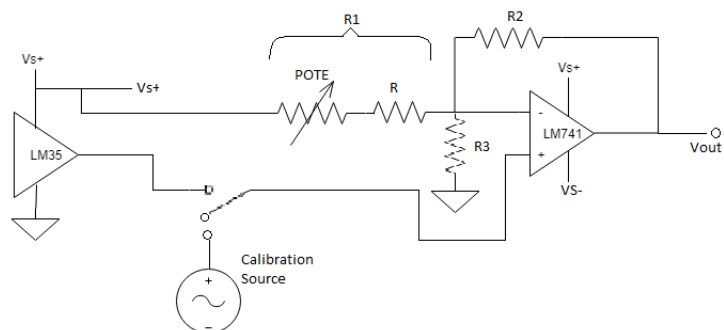 R1
R2
Vs+
Vs+
POTE
R
Vs+
LM35
-
LM741
+
R3
Vout
VS-
Calibration
Source
+
-